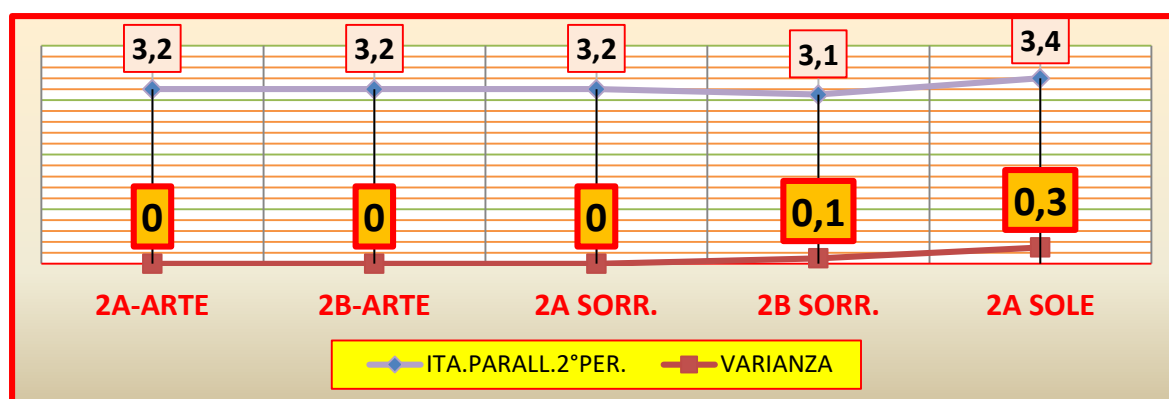 3,2 3,2 3,2 3,1 3,4
0 0 0 0,1 0,3
2A-ARTE 2B-ARTE 2A SORR. 2B SORR. 2A SOLE
ITA.PARALL.2°PER. VARIANZA